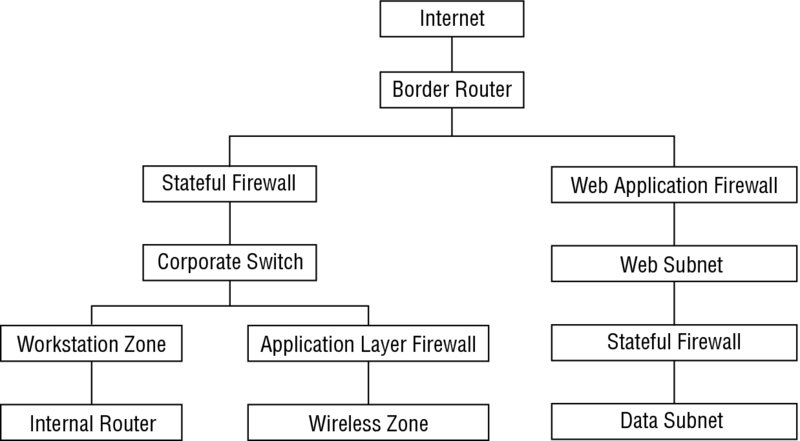 Internet
Border Router
Stateful Firewall
Web Application Firewall
Corporate Switch
Web Subnet
Workstation Zone
Application Layer Firewall
Stateful Firewall
Internal Router
Wireless Zone
Data Subnet